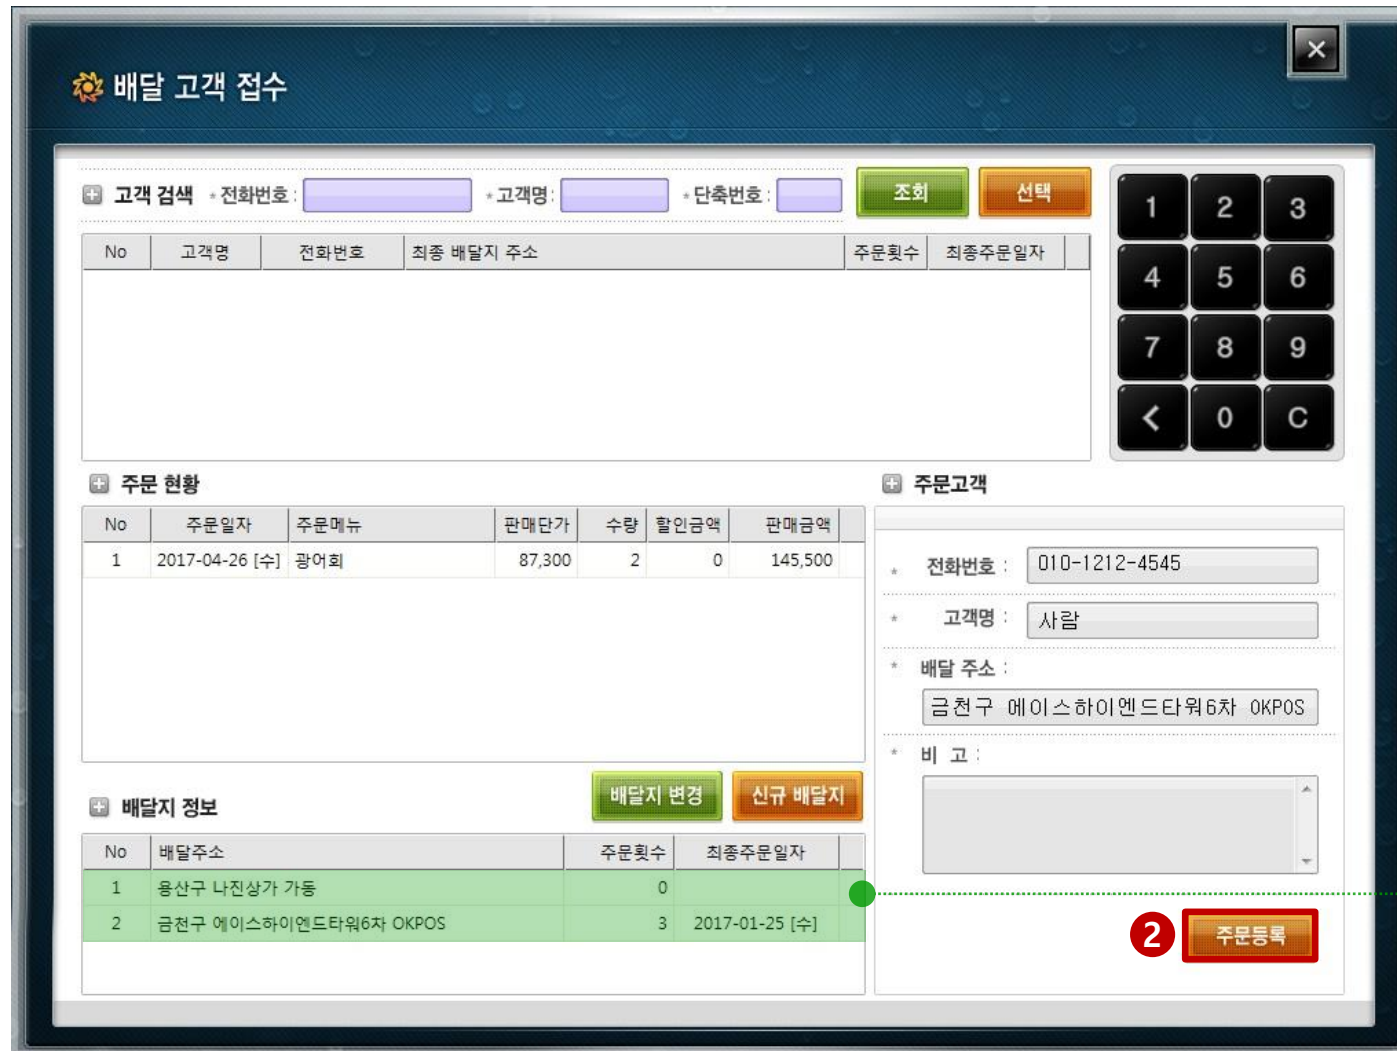 배달 고객 접수
×
고객 검색 * 전화번호 : * 고객명 : * 단축번호 : 조회 선택
No 고객명 전화번호 최종 배달지 주소 주문횟수 최종주문일자
1 2 3
4 5 6
7 8 9
< 0 C
주문 현황
No 주문일자 주문메뉴 판매단가 수량 할인금액 판매금액
1 2017-04-26 [수] 광어회 87,300 2 0 145,500
주문고객
* 전화번호 : 010-1212-4545
* 고객명 : 사람
* 배달 주소 :
금천구 에이스하이엔드타워6차 OKPOS
* 비 고 :
배달지 정보 배달지 변경 신규 배달지
No 배달주소 주문횟수 최종주문일자
1 용산구 나진상가 가동 0
2 금천구 에이스하이엔드타워6차 OKPOS 3 2017-01-25 [수]
2 주문등록